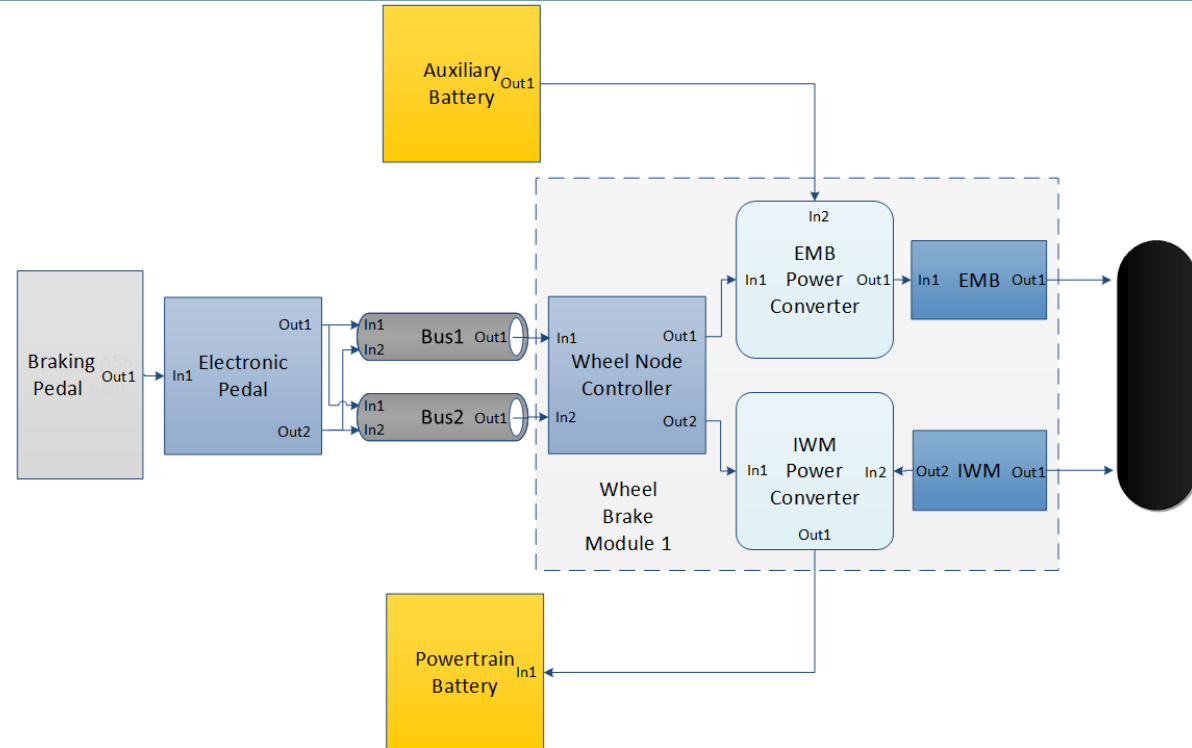 Auxiliary
Battery
Out1
In2
EMB
Power
Converter
In1
Out1
In1
EMB
Out1
Braking
Pedal
Out1
In1
Electronic
Pedal
Out1
Out2
In1
In2
Bus1
Out1
In1
In2
Bus2
Out1
In1
In2
Wheel Node
Controller
Out1
Out2
IWM
Power
Converter
In1
In2
Out1
Out2
IWM
Out1
Wheel
Brake
Module 1
Powertrain
Battery
In1